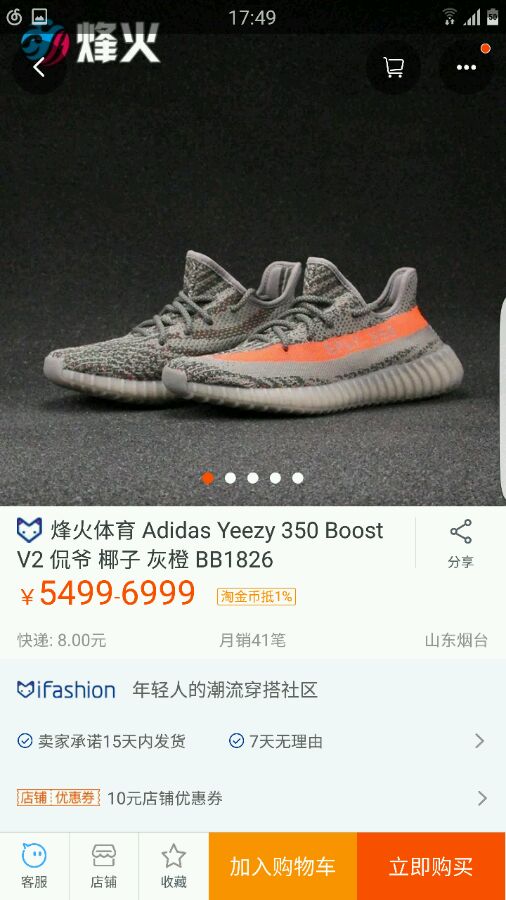 17:49
烽火
烽火体育 Adidas Yeezy 350 Boost
V2 侃爷 椰子 灰橙 BB1826
分享
¥5499-6999
淘金币抵1%
快递: 8.00元
月销41笔
山东烟台
iFashion 年轻人的潮流穿搭社区
卖家承诺15天内发货
7天无理由
店铺 优惠券 10元店铺优惠券
客服
店铺
收藏
加入购物车
立即购买